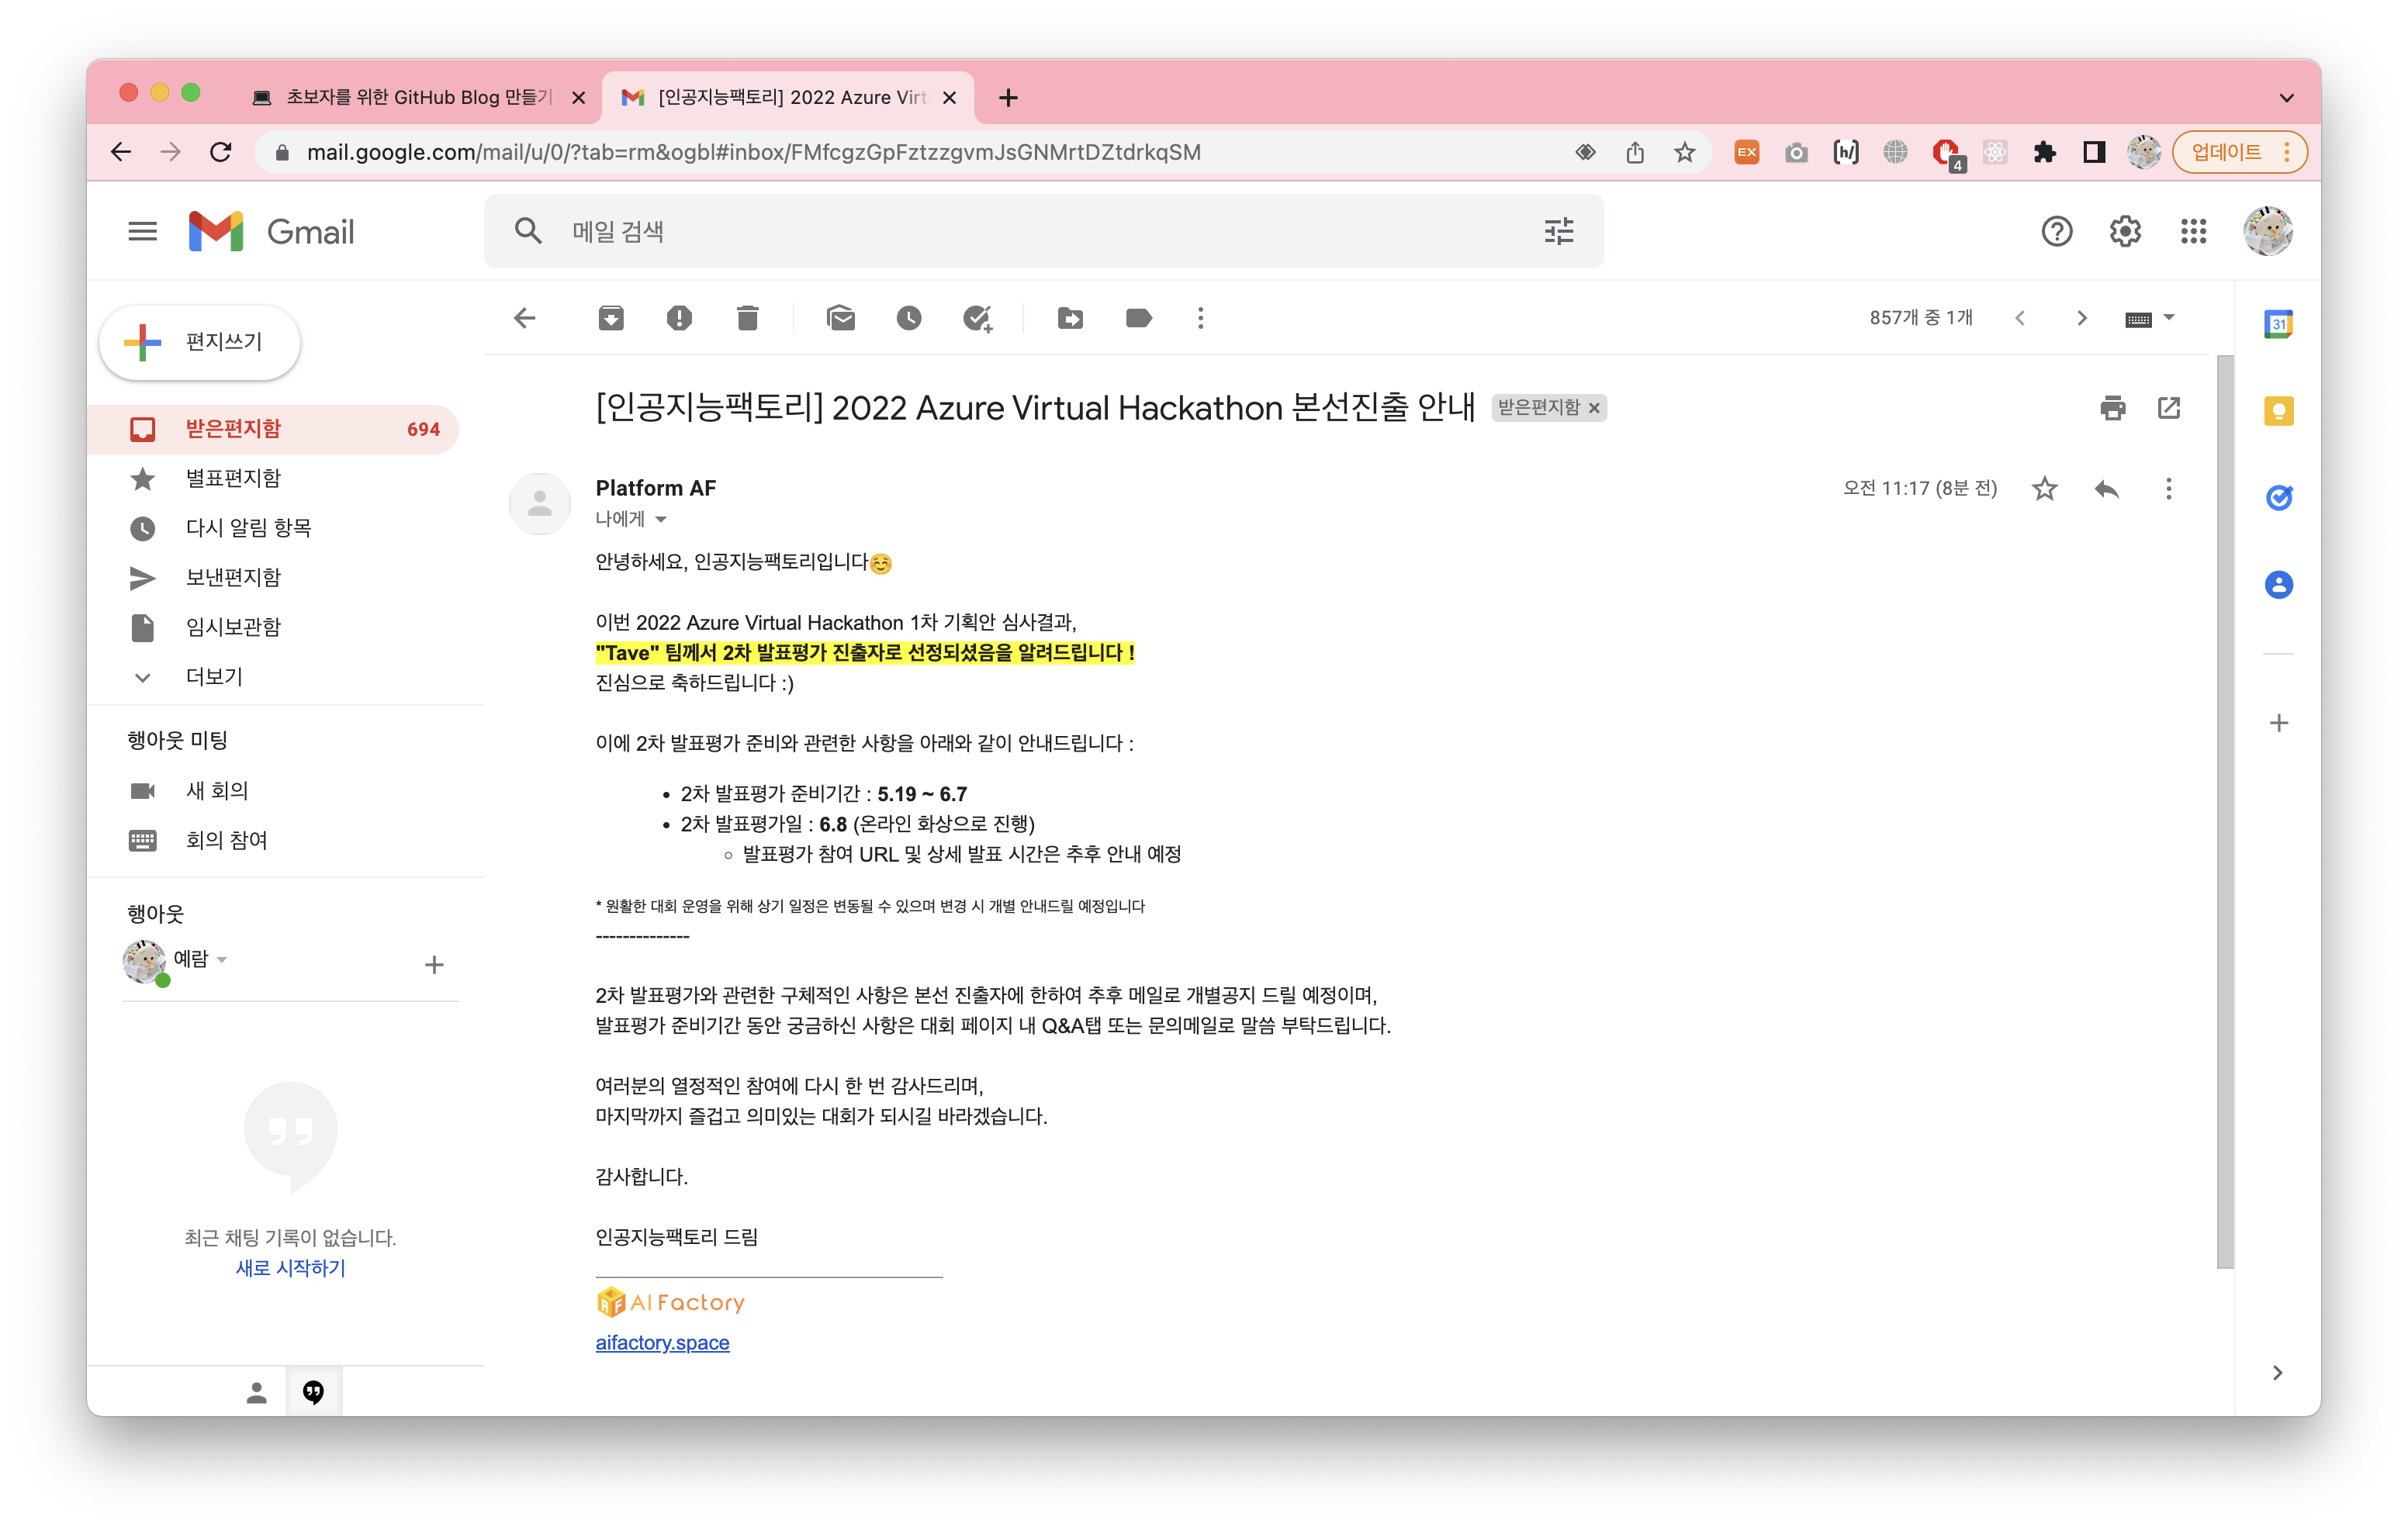 초보자를 위한 GitHub Blog 만들기
[인공지능팩토리] 2022 Azure Virt
mail.google.com/mail/u/0/?tab=rm&ogbl#inbox/FMfcgzGpFztzzgvmJsGNMrtDZtdrkqSM
EX
[h/]
4
업데이트
Gmail
메일 검색
편지쓰기
857개 중 1개
31
받은편지함 694
별표편지함
다시 알림 항목
보낸편지함
임시보관함
더보기
행아웃 미팅
새 회의
회의 참여
행아웃
예람
최근 채팅 기록이 없습니다.
새로 시작하기
[인공지능팩토리] 2022 Azure Virtual Hackathon 본선진출 안내 받은편지함
Platform AF
오전 11:17 (8분 전)
나에게
안녕하세요, 인공지능팩토리입니다☺️
이번 2022 Azure Virtual Hackathon 1차 기획안 심사결과,
"Tave" 팀께서 2차 발표평가 진출자로 선정되셨음을 알려드립니다 !
진심으로 축하드립니다 :)
이에 2차 발표평가 준비와 관련한 사항을 아래와 같이 안내드립니다 :
• 2차 발표평가 준비기간 : 5.19 ~ 6.7
• 2차 발표평가일 : 6.8 (온라인 화상으로 진행)
◦ 발표평가 참여 URL 및 상세 발표 시간은 추후 안내 예정
* 원활한 대회 운영을 위해 상기 일정은 변동될 수 있으며 변경 시 개별 안내드릴 예정입니다
--------------
2차 발표평가와 관련한 구체적인 사항은 본선 진출자에 한하여 추후 메일로 개별공지 드릴 예정이며,
발표평가 준비기간 동안 궁금하신 사항은 대회 페이지 내 Q&A탭 또는 문의메일로 말씀 부탁드립니다.
여러분의 열정적인 참여에 다시 한 번 감사드리며,
마지막까지 즐겁고 의미있는 대회가 되시길 바라겠습니다.
감사합니다.
인공지능팩토리 드림
AI Factory
aifactory.space